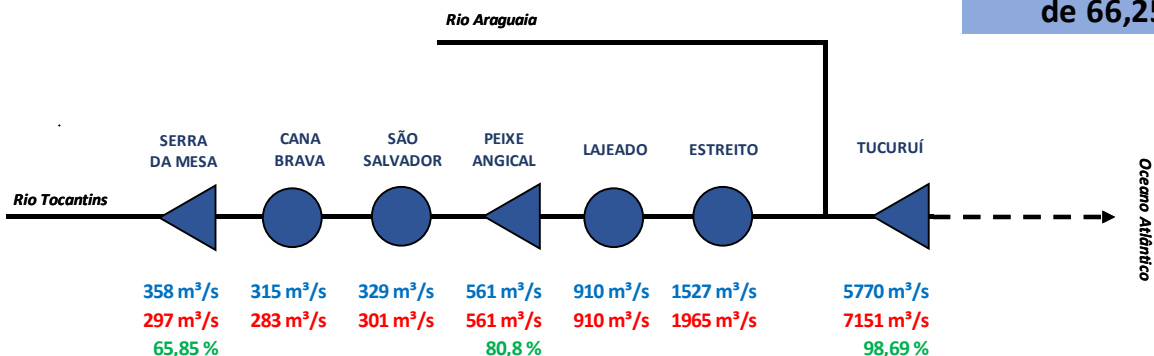 de 66,25
Rio Araguaia
SERRA
DA MESA
CANA
BRAVA
SÃO
SALVADOR
PEIXE
ANGICAL
LAJEADO
ESTREITO
TUCURUÍ
Rio Tocantins
Oceano Atlântico
358 m³/s 315 m³/s 329 m³/s 561 m³/s 910 m³/s 1527 m³/s 5770 m³/s
297 m³/s 283 m³/s 301 m³/s 561 m³/s 910 m³/s 1965 m³/s 7151 m³/s
65,85 % 80,8 % 98,69 %